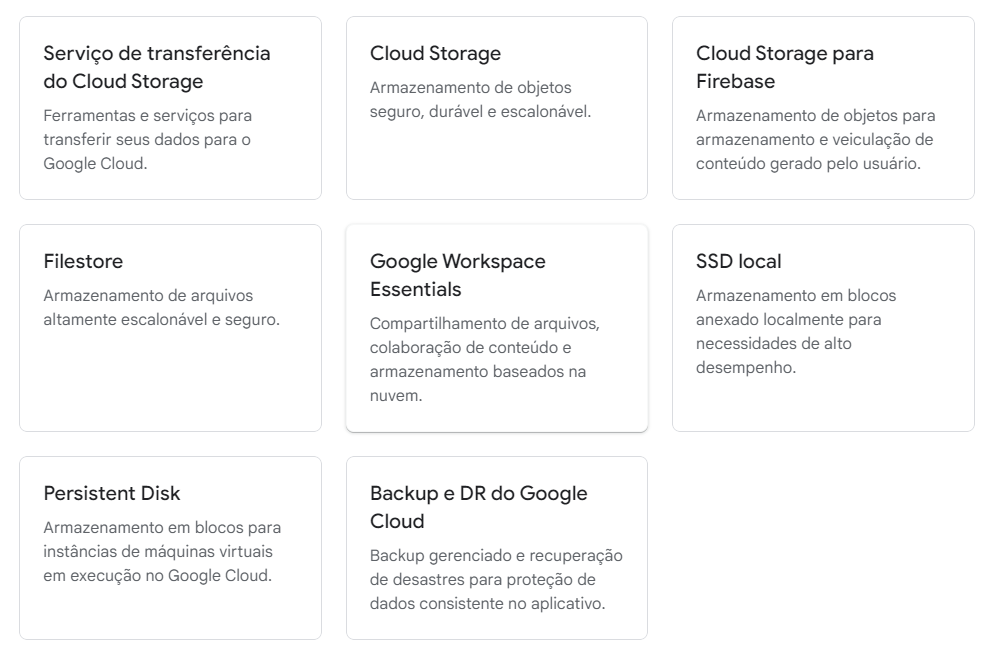 Serviço de transferência
do Cloud Storage
Ferramentas e serviços para
transferir seus dados para o
Google Cloud.
Cloud Storage
Armazenamento de objetos
seguro, durável e escalonável.
Cloud Storage para
Firebase
Armazenamento de objetos para
armazenamento e veiculação de
conteúdo gerado pelo usuário.
Filestore
Armazenamento de arquivos
altamente escalonável e seguro.
Google Workspace
Essentials
Compartilhamento de arquivos,
colaboração de conteúdo e
armazenamento baseados na
nuvem.
SSD local
Armazenamento em blocos
anexado localmente para
necessidades de alto
desempenho.
Persistent Disk
Armazenamento em blocos para
instâncias de máquinas virtuais
em execução no Google Cloud.
Backup e DR do Google
Cloud
Backup gerenciado e recuperação
de desastres para proteção de
dados consistente no aplicativo.